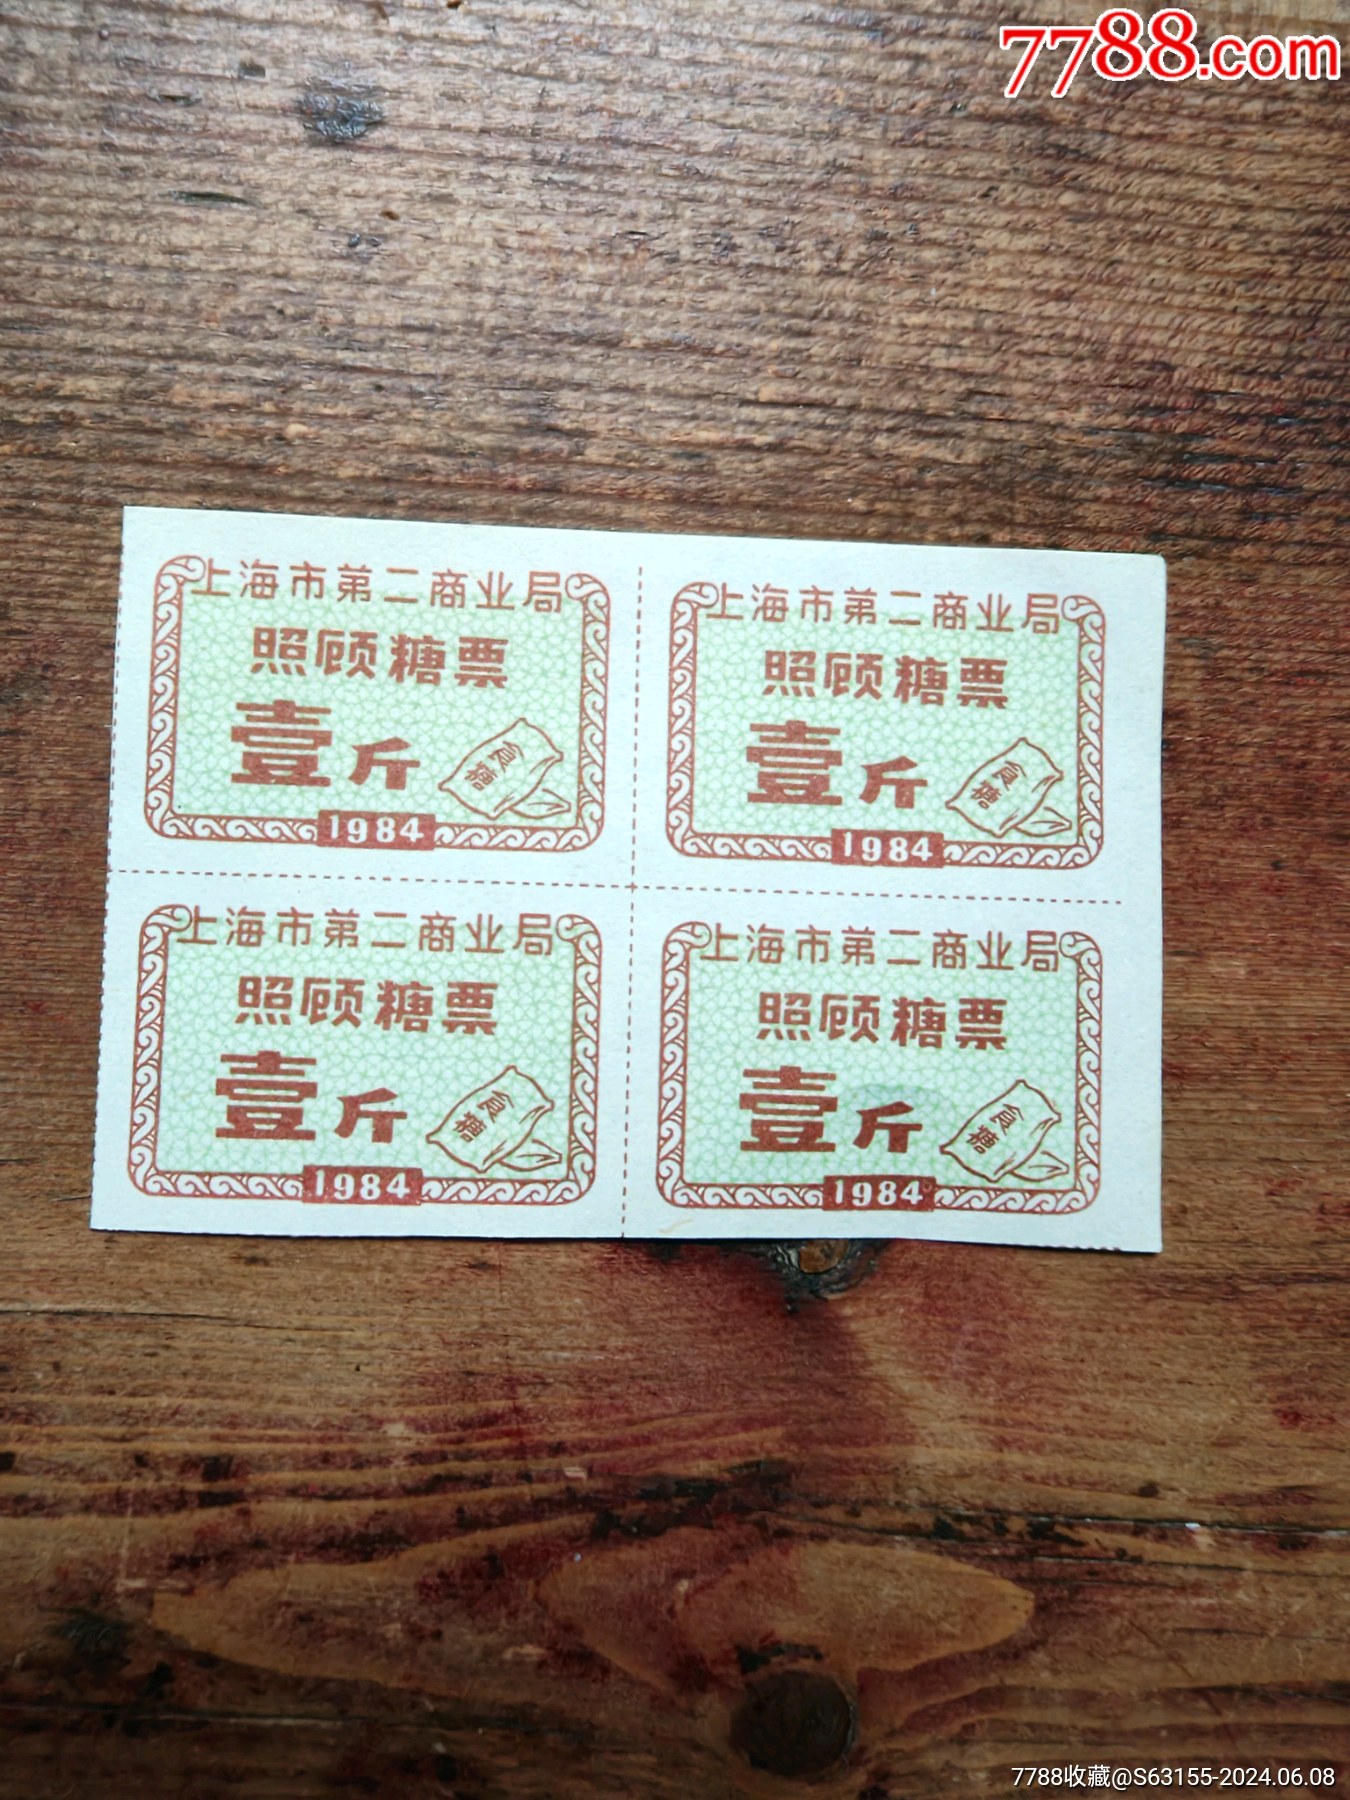 7788.com
上海市第二商业局
照顾糖票
壹斤
食糖
1984
上海市第二商业局
照顾糖票
壹斤
食糖
1984
上海市第二商业局
照顾糖票
壹斤
食糖
1984
上海市第二商业局
照顾糖票
壹斤
食糖
1984
7788收藏@S63155-2024.06.08